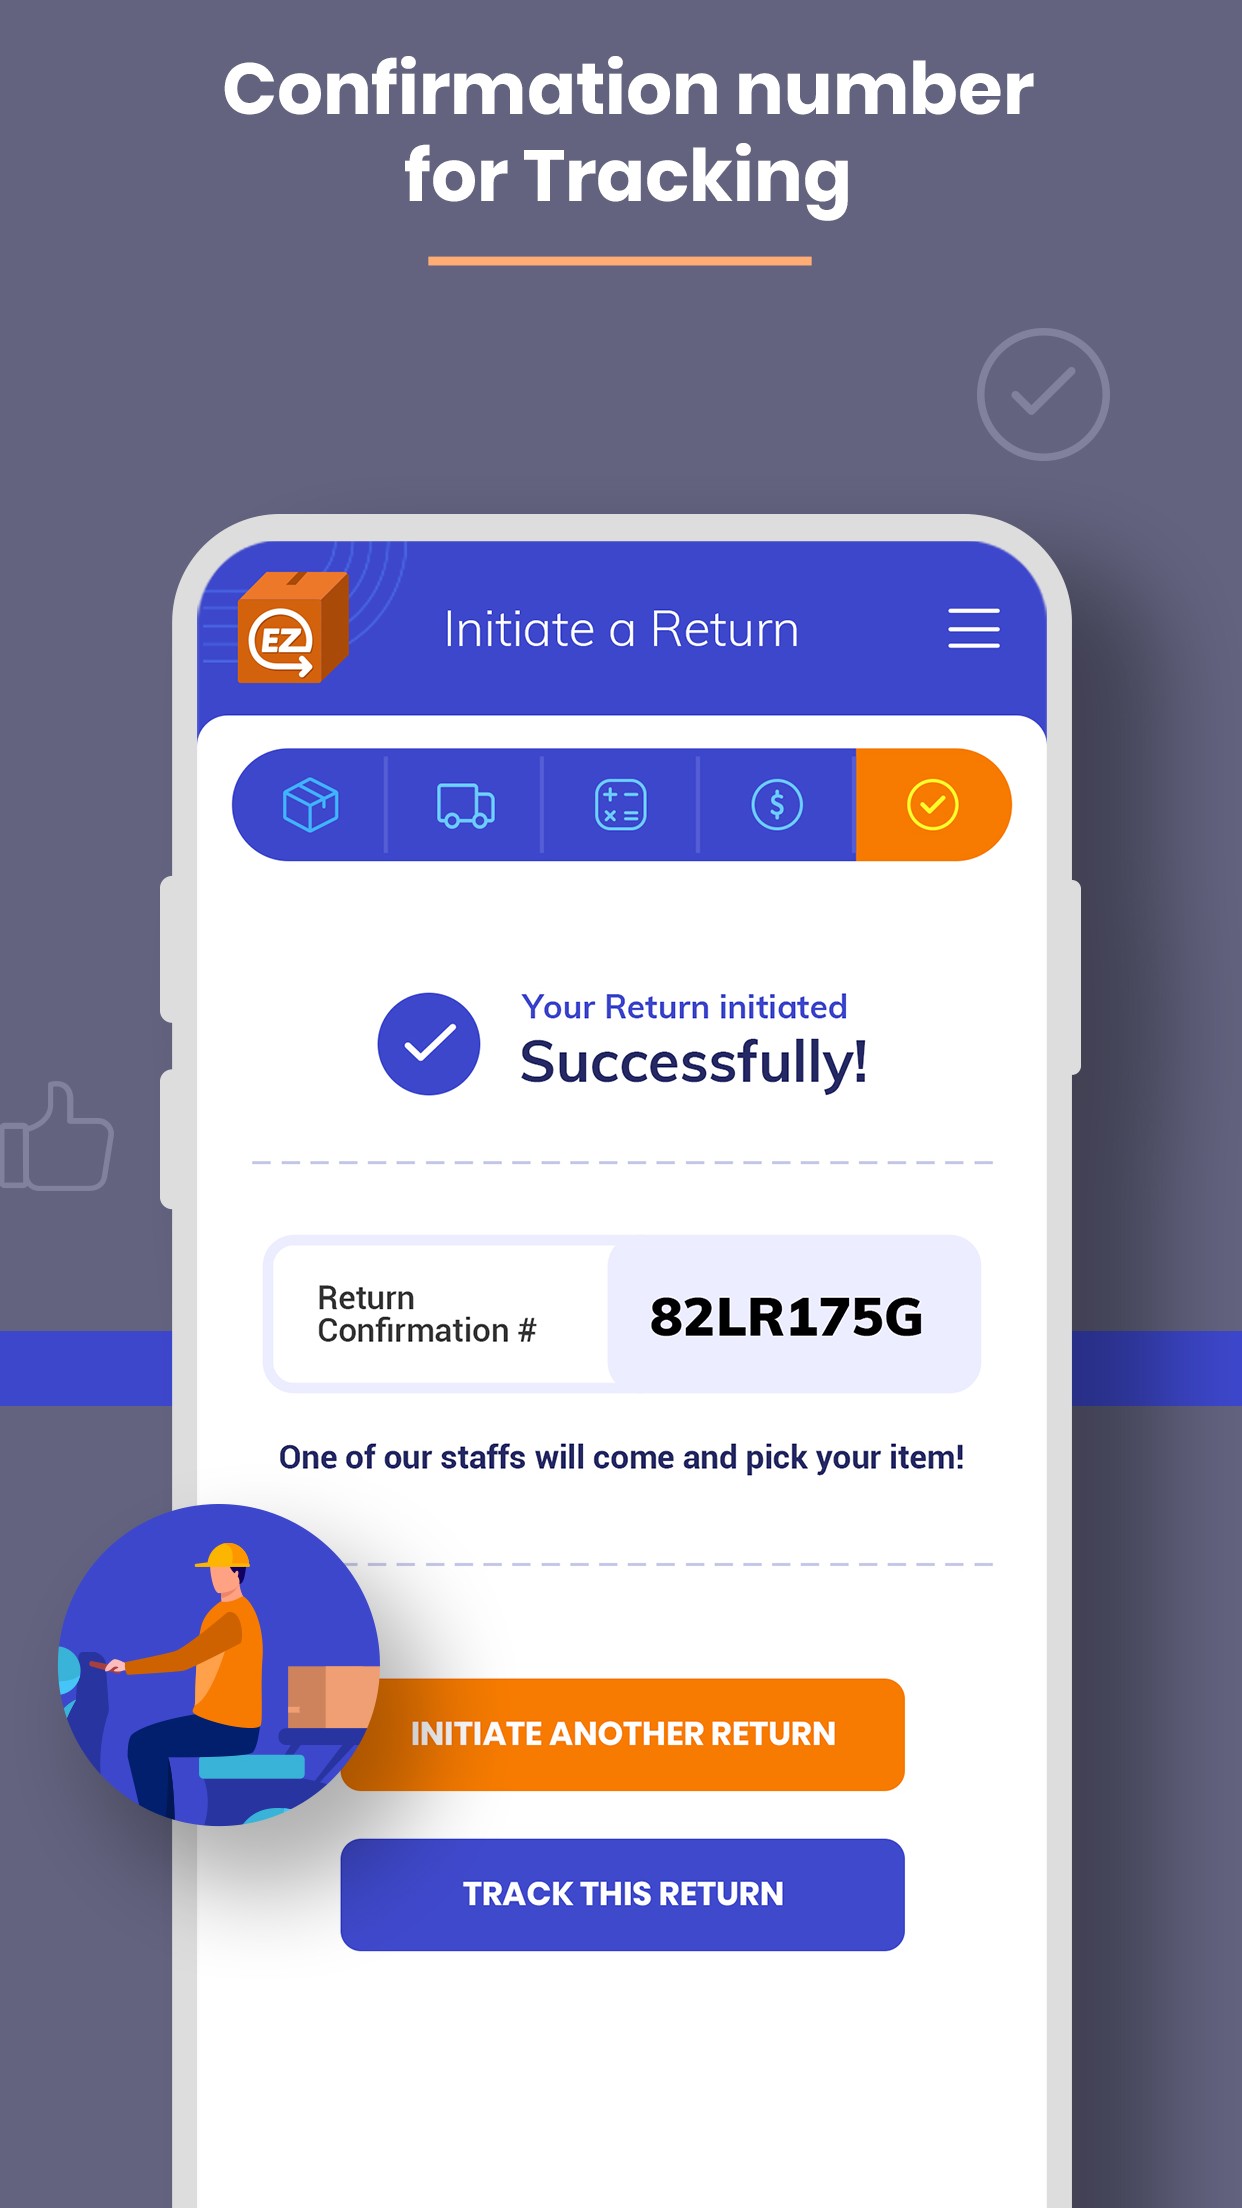 Confirmation number
for Tracking
EZ
Initiate a Return
Your Return initiated
Successfully!
Return
Confirmation #
82LR175G
One of our staffs will come and pick your item!
INITIATE ANOTHER RETURN
TRACK THIS RETURN